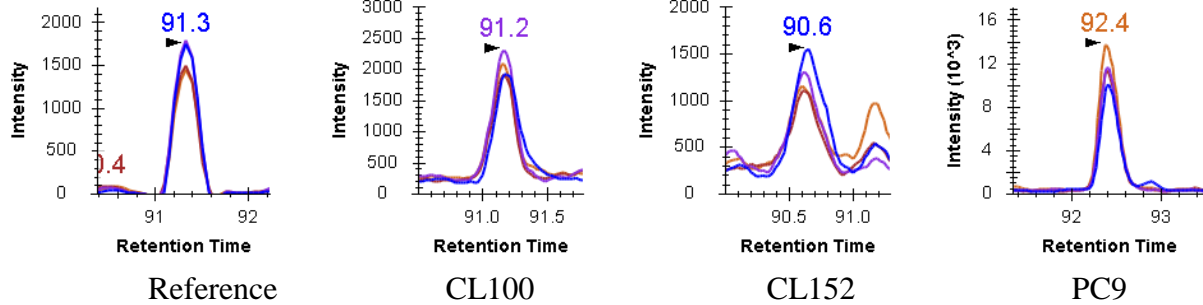 Intensity
2000
1500
1000
500
0
91.3
0.4
91
92
Retention Time
Reference
Intensity
3000
2500
2000
1500
1000
500
0
91.2
91.0
91.5
Retention Time
CL100
Intensity
2000
1500
1000
500
0
90.6
90.5
91.0
Retention Time
CL152
Intensity (10^3)
16
12
8
4
0
92.4
92
93
Retention Time
PC9